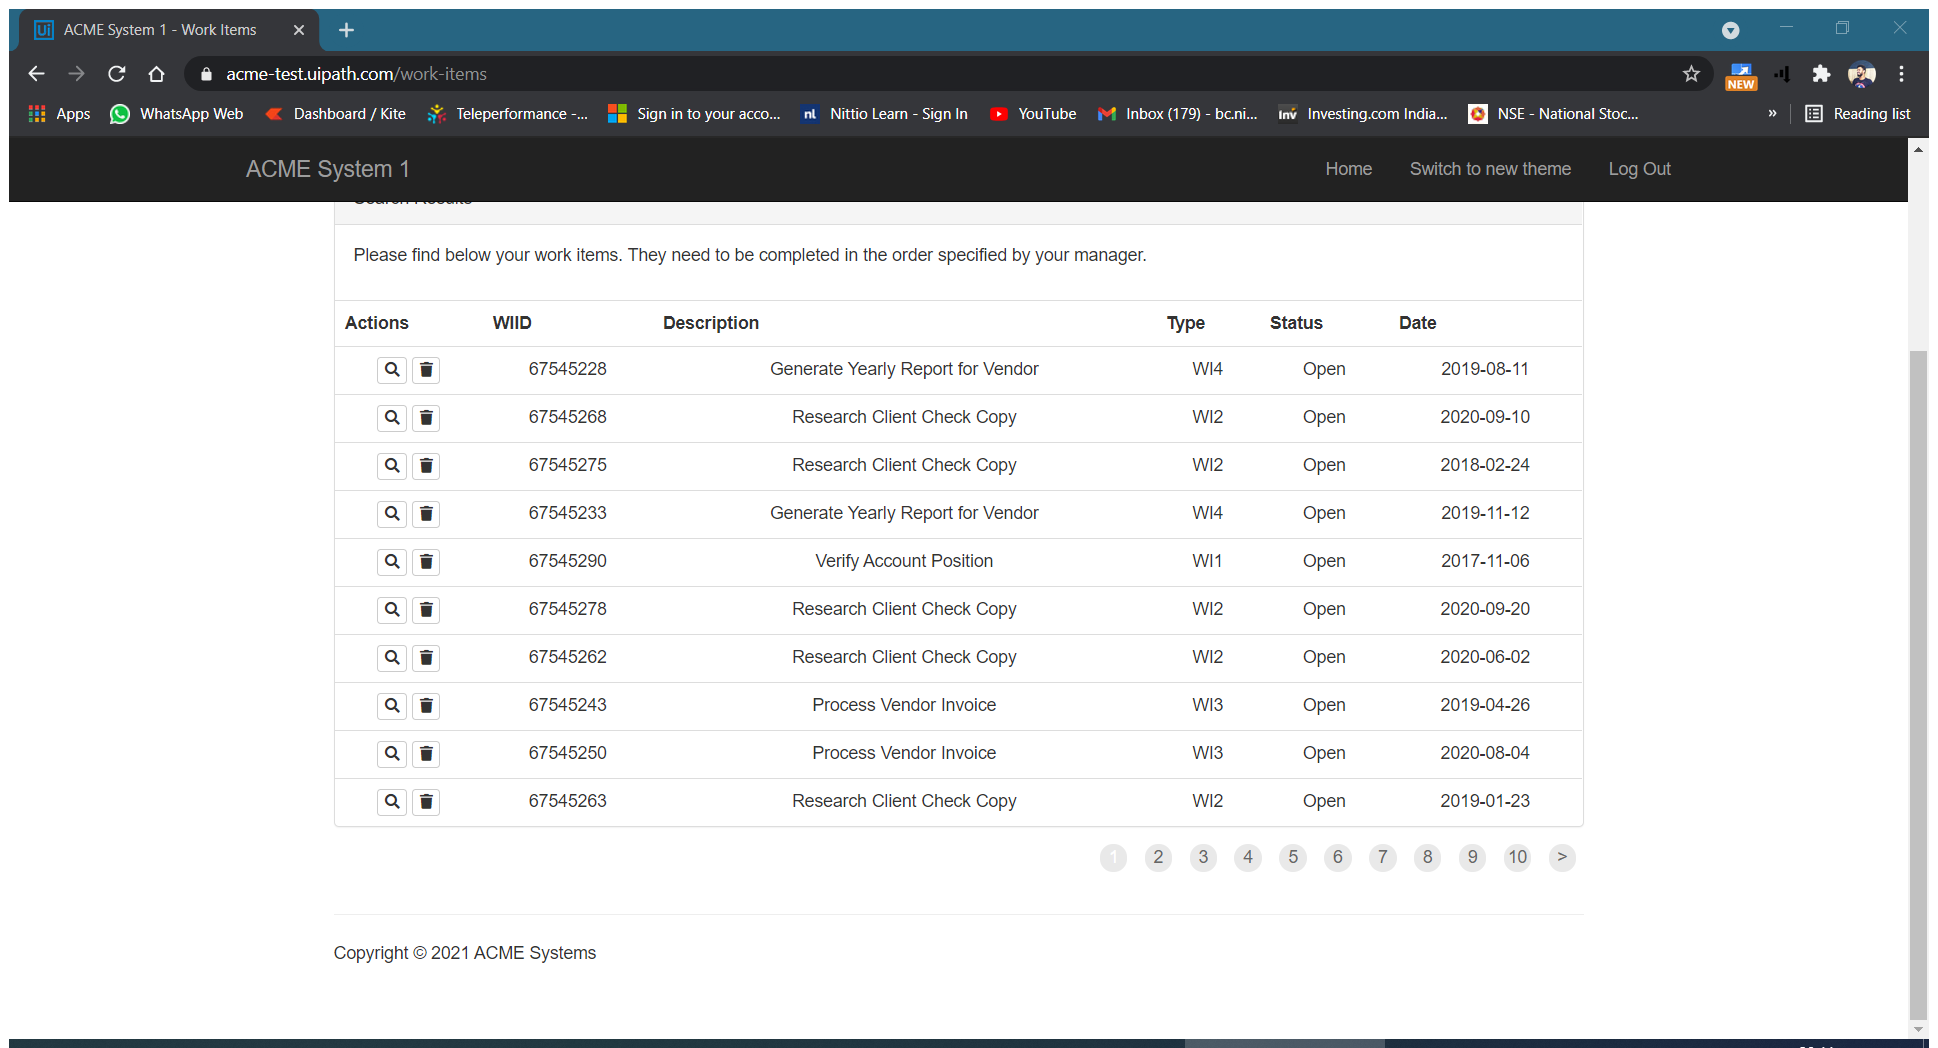 ACME System 1 - Work Items
acme-test.uipath.com/work-items
NEW
Apps WhatsApp Web Dashboard / Kite Teleperformance -... Sign in to your acco... nl Nittio Learn - Sign In YouTube Inbox (179) - bc.ni... Inv Investing.com India... NSE - National Stoc... » Reading list
ACME System 1 Home Switch to new theme Log Out
Search Results
Please find below your work items. They need to be completed in the order specified by your manager.
Actions WIID Description Type Status Date
67545228 Generate Yearly Report for Vendor WI4 Open 2019-08-11
67545268 Research Client Check Copy WI2 Open 2020-09-10
67545275 Research Client Check Copy WI2 Open 2018-02-24
67545233 Generate Yearly Report for Vendor WI4 Open 2019-11-12
67545290 Verify Account Position WI1 Open 2017-11-06
67545278 Research Client Check Copy WI2 Open 2020-09-20
67545262 Research Client Check Copy WI2 Open 2020-06-02
67545243 Process Vendor Invoice WI3 Open 2019-04-26
67545250 Process Vendor Invoice WI3 Open 2020-08-04
67545263 Research Client Check Copy WI2 Open 2019-01-23
1 2 3 4 5 6 7 8 9 10 >
Copyright © 2021 ACME Systems